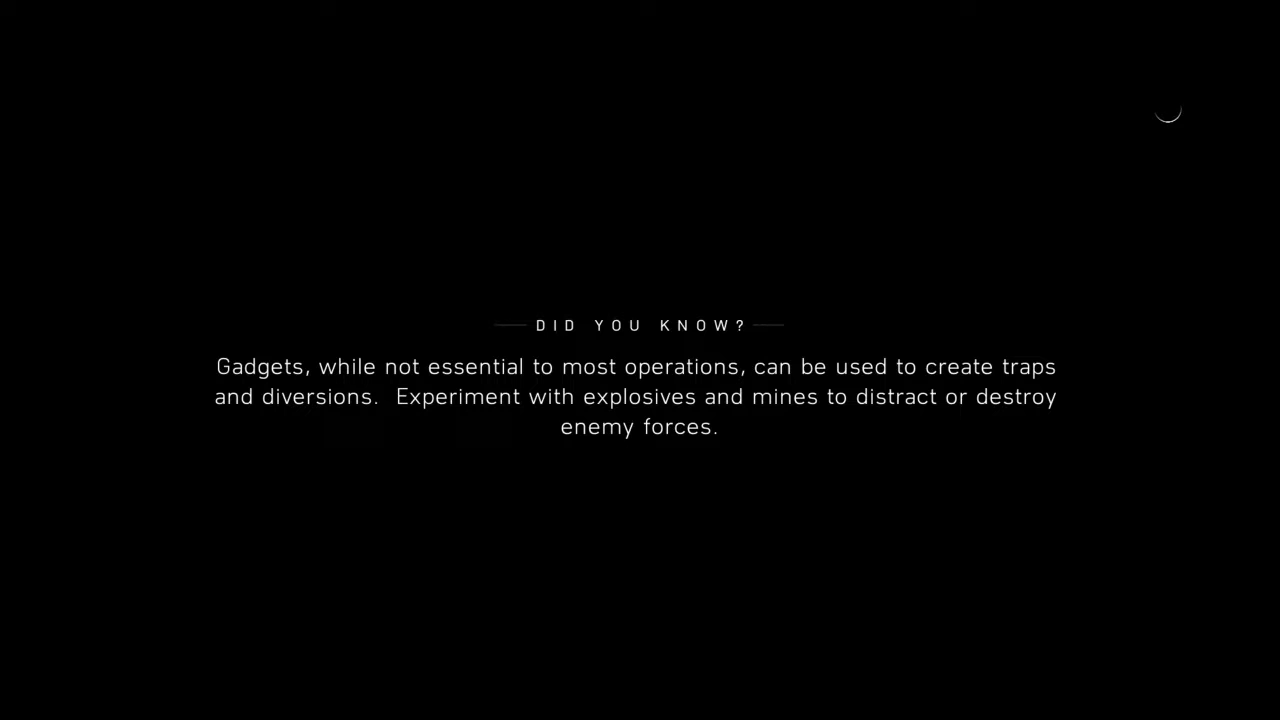 DID YOU KNOW?
Gadgets, while not essential to most operations, can be used to create traps
and diversions.  Experiment with explosives and mines to distract or destroy
enemy forces.